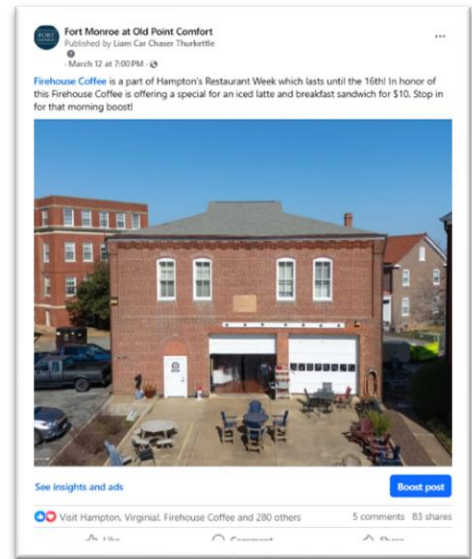 FORT
Fort Monroe at Old Point Comfort
Published by Liam Car Chaser Thurkettle
· March 12 at 7:00 PM ·
Firehouse Coffee is a part of Hampton's Restaurant Week which lasts until the 16th! In honor of
this Firehouse Coffee is offering a special for an iced latte and breakfast sandwich for $10. Stop in
for that morning boost!
See insights and ads
Boost post
Visit Hampton, Virginia!, Firehouse Coffee and 280 others
5 comments 83 shares
Like Comment Share